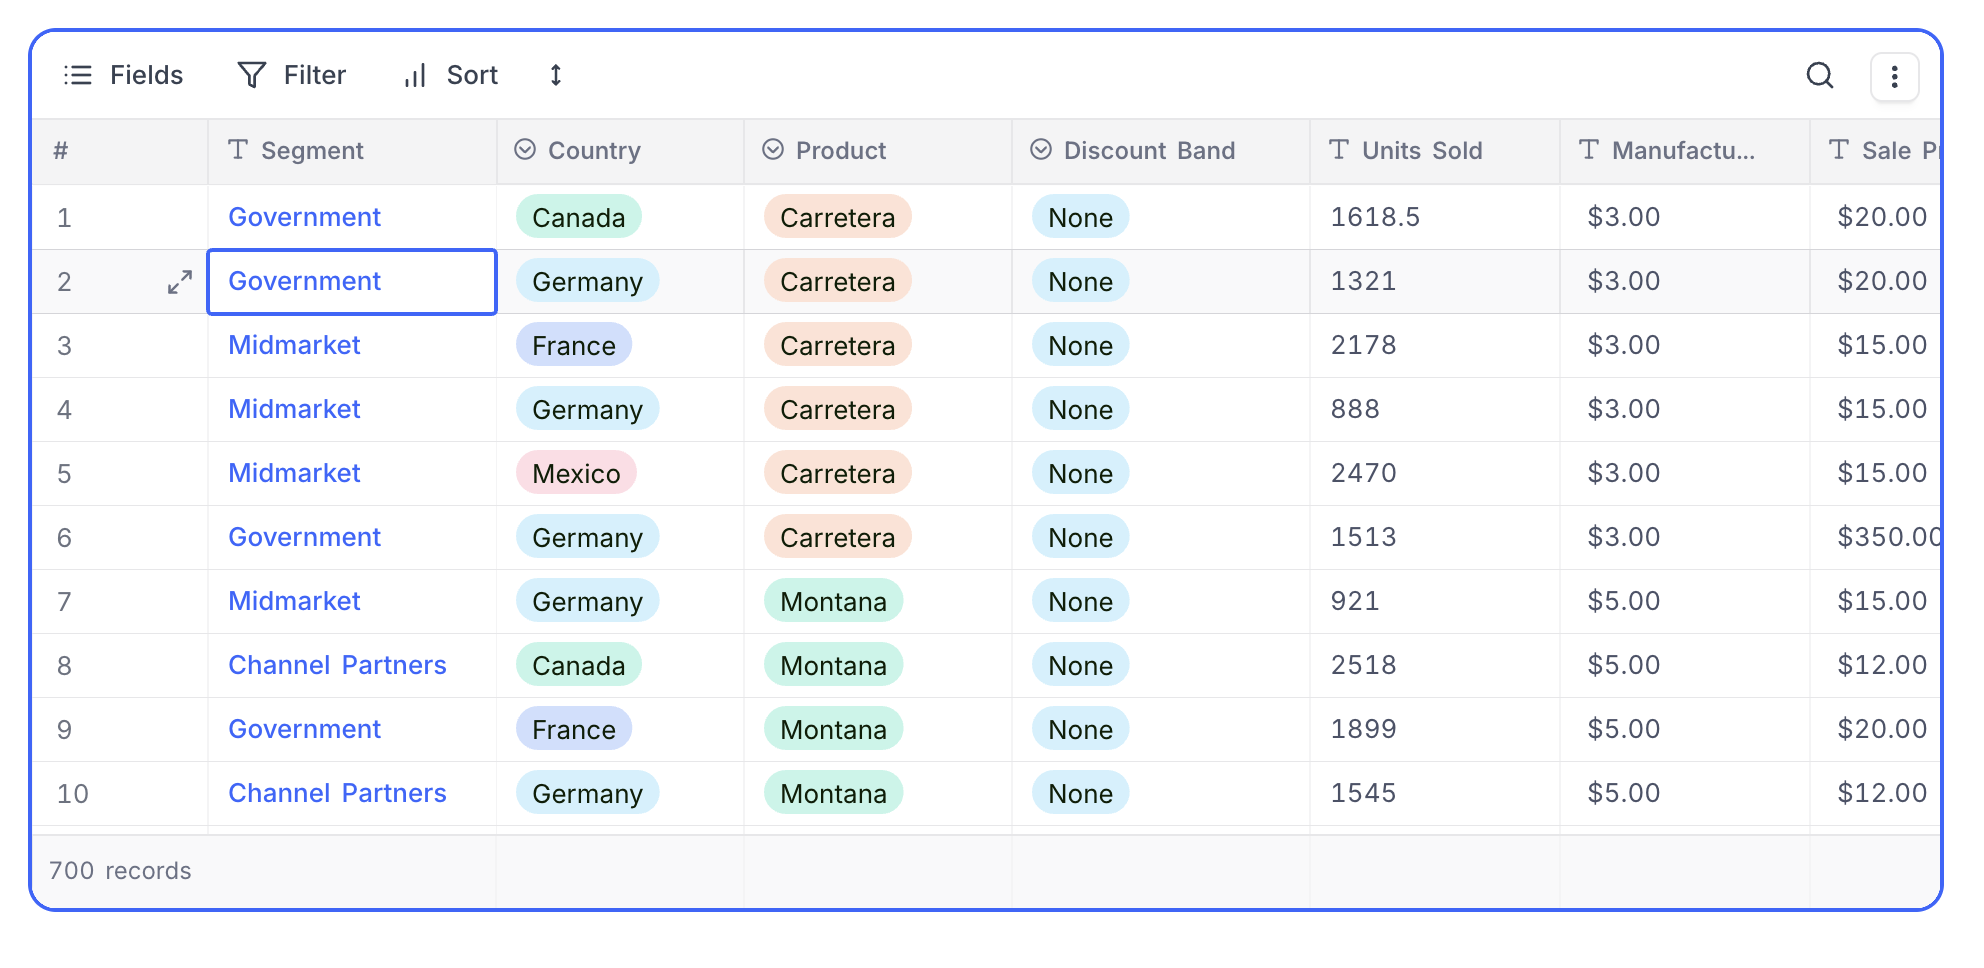 Fields Filter Sort
# Segment Country Product Discount Band Units Sold Manufactu... Sale
1 Government Canada Carretera None 1618.5 $3.00 $20.00
2 Government Germany Carretera None 1321 $3.00 $20.00
3 Midmarket France Carretera None 2178 $3.00 $15.00
4 Midmarket Germany Carretera None 888 $3.00 $15.00
5 Midmarket Mexico Carretera None 2470 $3.00 $15.00
6 Government Germany Carretera None 1513 $3.00 $350.00
7 Midmarket Germany Montana None 921 $5.00 $15.00
8 Channel Partners Canada Montana None 2518 $5.00 $12.00
9 Government France Montana None 1899 $5.00 $20.00
10 Channel Partners Germany Montana None 1545 $5.00 $12.00
700 records